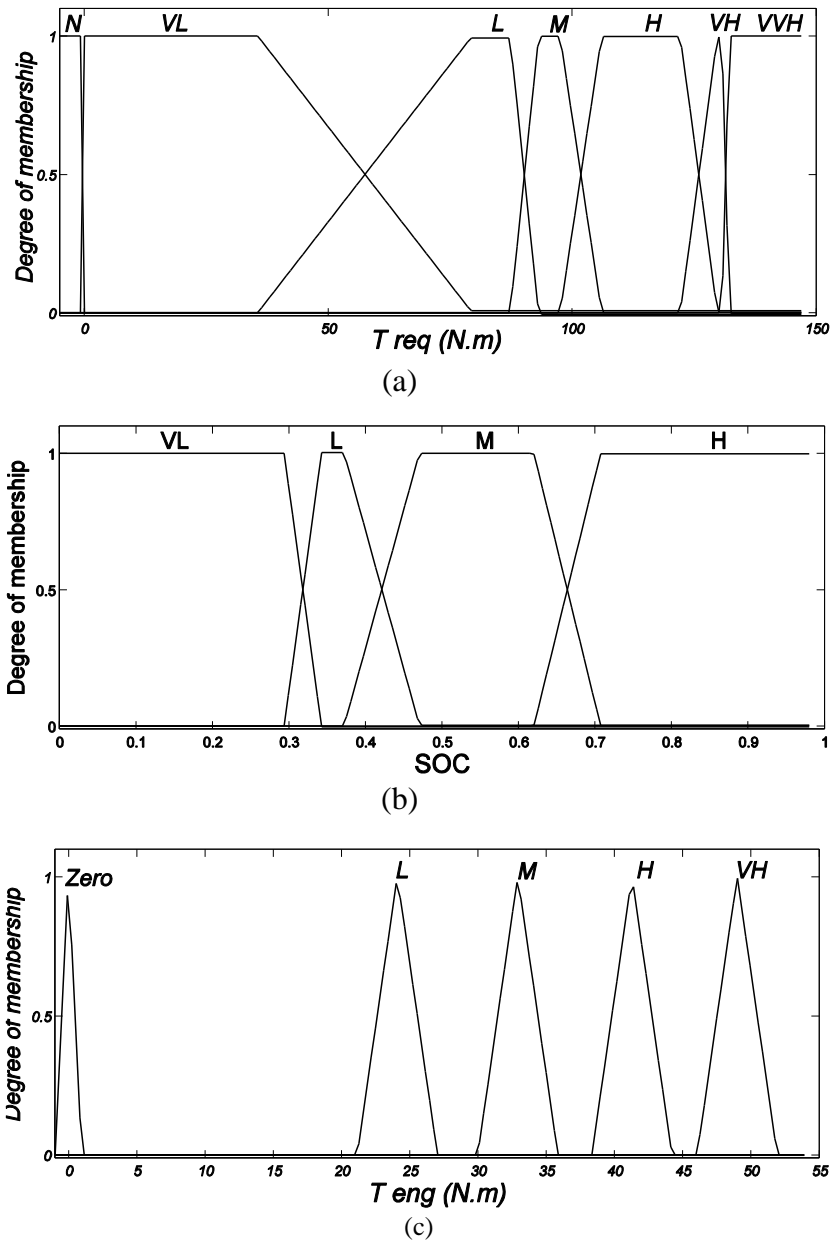 N VL L M H VH VVH
1
0.5
0
Degree of membership
0 50 100 150
T req (N.m)
(a)
VL L M H
1
0.5
0
Degree of membership
0 0.1 0.2 0.3 0.4 0.5 0.6 0.7 0.8 0.9 1
SOC
(b)
Zero L M H VH
1
0.5
0
Degree of membership
0 5 10 15 20 25 30 35 40 45 50 55
T eng (N.m)
(c)